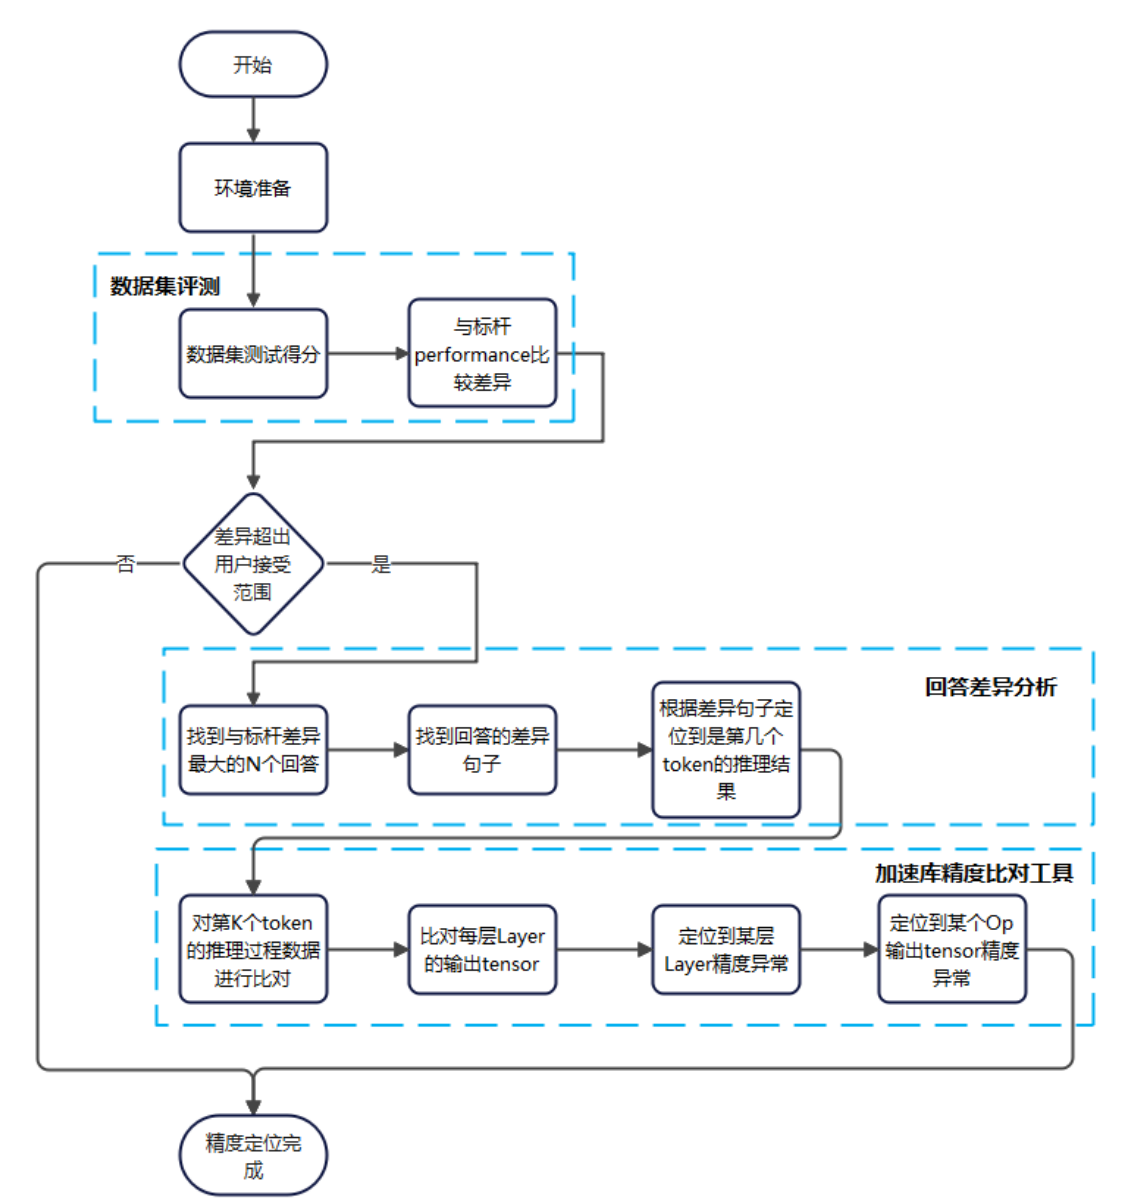 开始
环境准备
数据集评测
数据集测试得分
与标杆
performance比
较差异
差异超出
用户接受
范围
否
是
回答差异分析
找到与标杆差异
最大的N个回答
找到回答的差异
句子
根据差异句子定
位到是第几个
token的推理结
果
加速库精度比对工具
对第K个token
的推理过程数据
进行比对
比对每层Layer
的输出tensor
定位到某层
Layer精度异常
定位到某个Op
输出tensor精度
异常
精度定位完
成